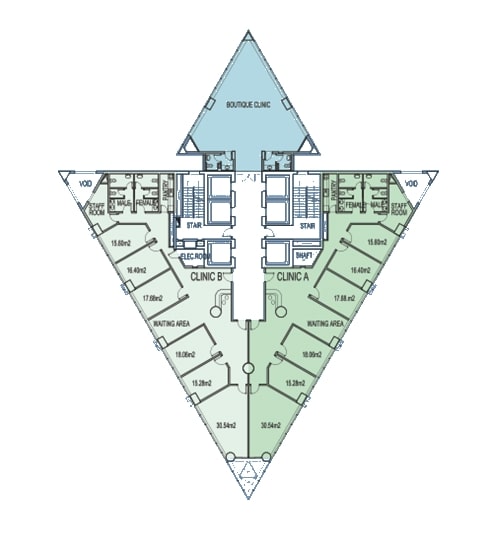 BOUTIQUE CLINIC
VOID
VOID
STAFF
ROOM
MALE
FEMALE
PANTRY
PANTRY
FEMALE
MALE
STAFF
ROOM
STAIR
STAIR
ELEC.ROOM
SHAFT
15.60m2
15.60m2
16.40m2
16.40m2
CLINIC B
CLINIC A
17.68m2
17.68m2
WAITING AREA
WAITING AREA
18.06m2
18.06m2
15.28m2
15.28m2
30.54m2
30.54m2